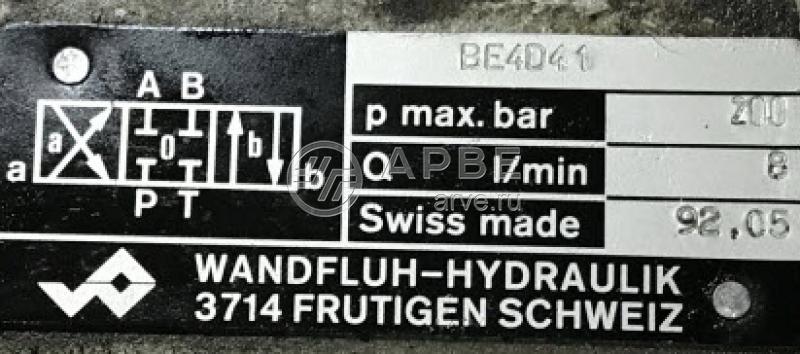 BE4D41
A B
p max. bar 200
a a 0 b b
Q l/min 8
P T
Swiss made 92.05
АРВЕ
arve.ru
WANDFLUH-HYDRAULIK
3714 FRUTIGEN SCHWEIZ